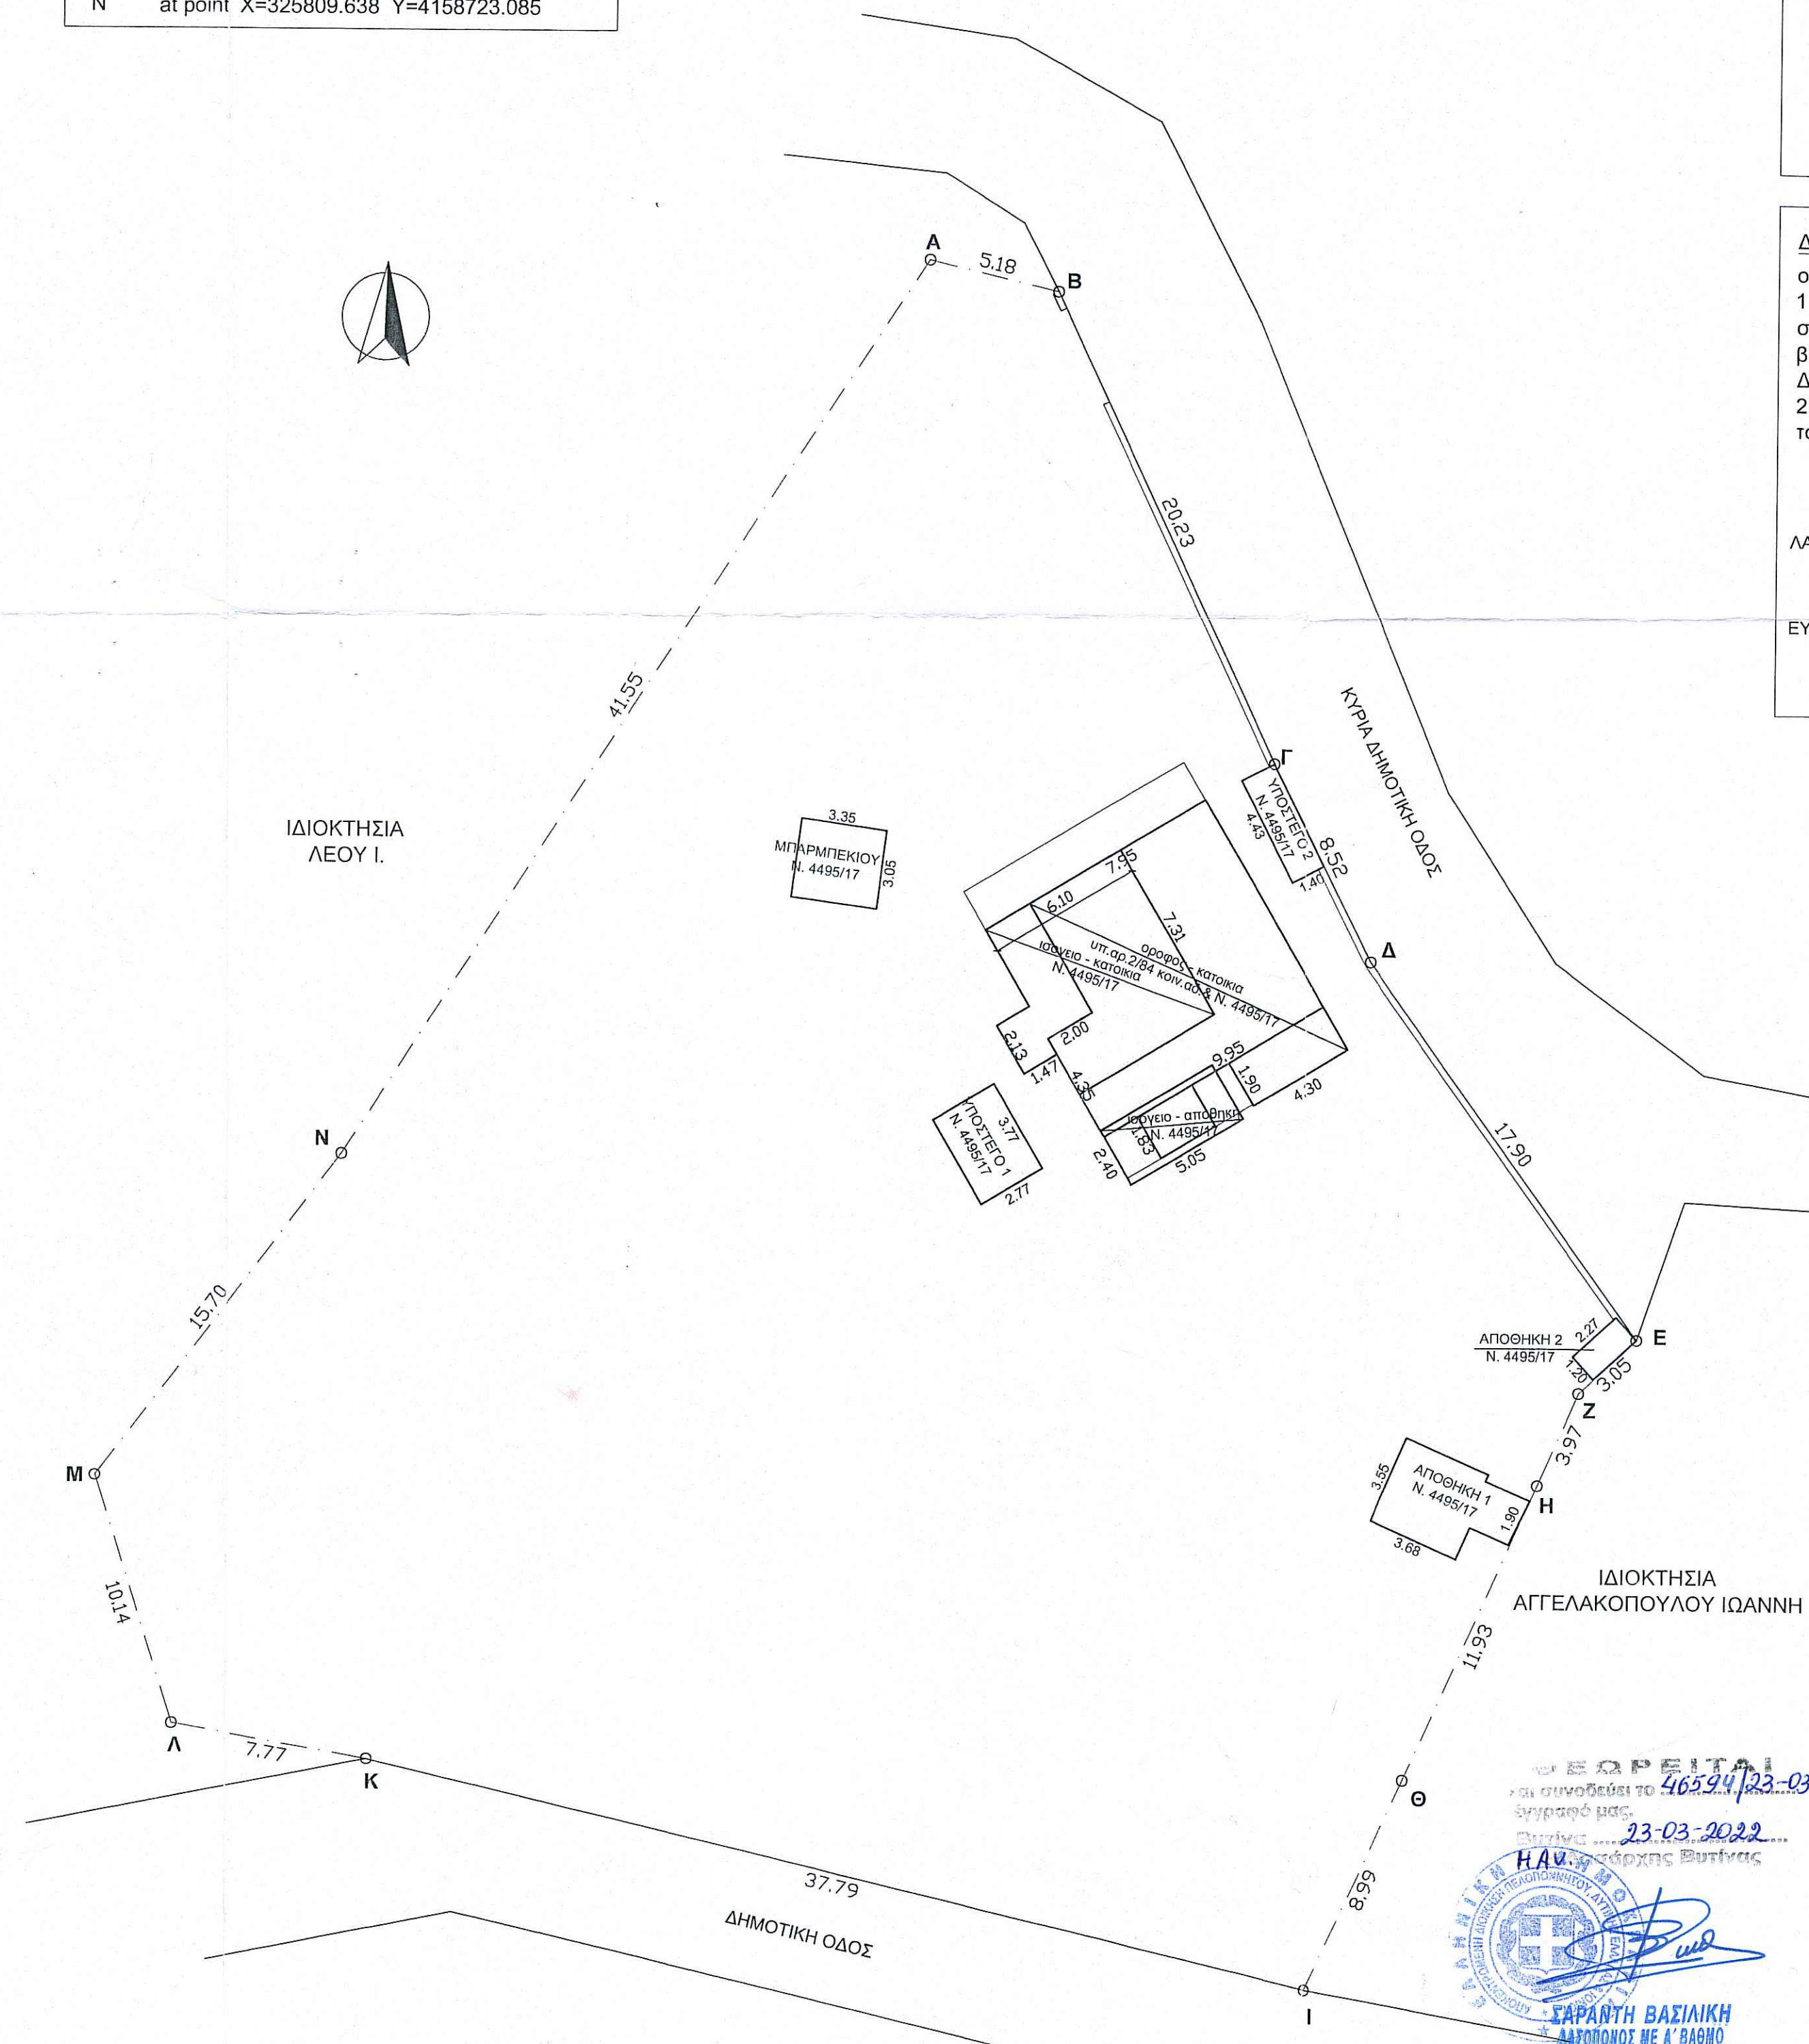 N at point X=325809.638 Y=4158723.085
Α
5.18
Β
20.23
41.55
ΚΥΡΙΑ ΔΗΜΟΤΙΚΗ ΟΔΟΣ
Γ
ΥΠΟΣΤΕΓΟ 2
Ν. 4495/17
4.43
1.40
8.52
ΙΔΙΟΚΤΗΣΙΑ
ΛΕΟΥ Ι.
3.35
ΜΠΑΡΜΠΕΚΙΟΥ
Ν. 4495/17
3.05
7.95
6.10
7.31
οροφος - κατοικια
υπ.αρ.2/84 κοιν.αδ.& Ν. 4495/17
ισογειο - κατοικια
Ν. 4495/17
Δ
2.13
2.00
1.47
4.35
9.95
1.90
4.30
ισογειο - αποθηκη
Ν. 4495/17
1.83
2.40
5.05
ΥΠΟΣΤΕΓΟ 1
Ν. 4495/17
3.77
2.77
17.90
Ν
15.70
ΑΠΟΘΗΚΗ 2
Ν. 4495/17
2.27
1.20
3.05
Ε
Ζ
3.97
Μ
ΑΠΟΘΗΚΗ 1
Ν. 4495/17
3.55
3.68
1.90
Η
ΙΔΙΟΚΤΗΣΙΑ
ΑΓΓΕΛΑΚΟΠΟΥΛΟΥ ΙΩΑΝΝΗ
10.14
11.93
Λ
7.77
Κ
Θ
37.79
8.99
ΔΗΜΟΤΙΚΗ ΟΔΟΣ
Ι
ΘΕΩΡΕΙΤΑΙ
και συνοδεύει το 46594/23-03
έγγραφό μας.
Βυτίνα 23-03-2022
Η Αν. Δασάρχης Βυτίνας
ΣΑΡΑΝΤΗ ΒΑΣΙΛΙΚΗ
ΔΑΣΟΠΟΝΟΣ ΜΕ Α' ΒΑΘΜΟ